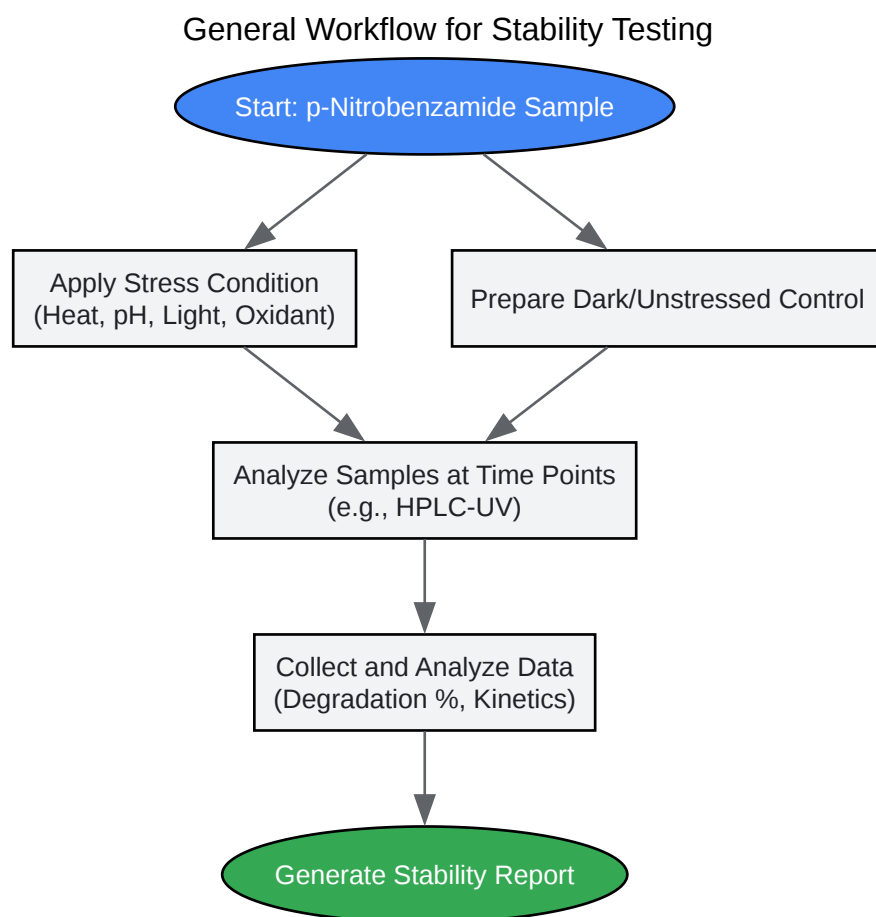 General Workflow for Stability Testing
Start: p-Nitrobenzamide Sample
Apply Stress Condition
(Heat, pH, Light, Oxidant)
Prepare Dark/Unstressed Control
Analyze Samples at Time Points
(e.g., HPLC-UV)
Collect and Analyze Data
(Degradation %, Kinetics)
Generate Stability Report